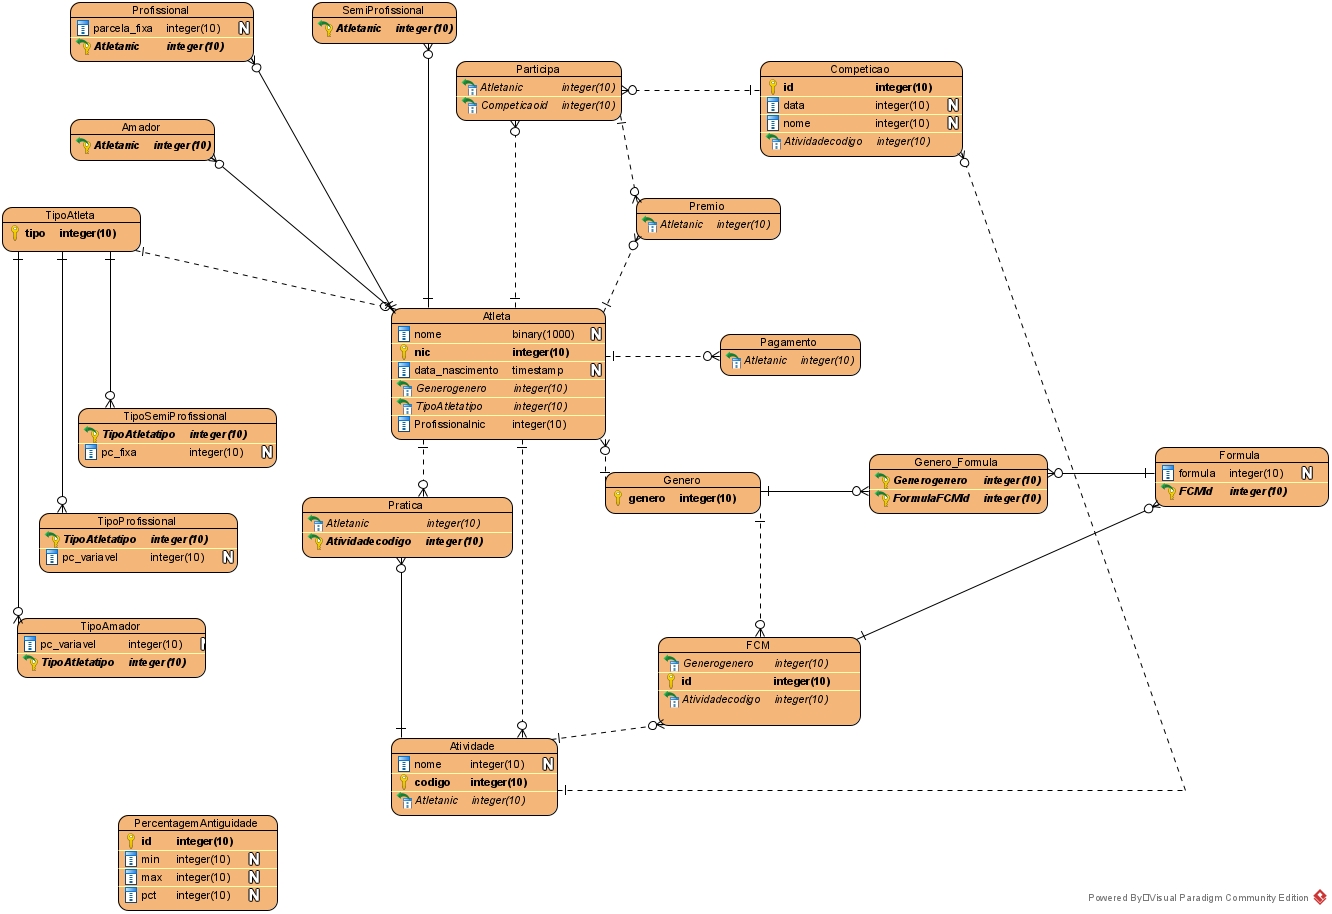 Profissional
parcela_fixa integer(10) N
Atletanic integer(10)
SemiProfissional
Atletanic integer(10)
Participa
Atletanic integer(10)
Competicaoid integer(10)
Competicao
id integer(10)
data integer(10) N
nome integer(10) N
Atividadecodigo integer(10)
Amador
Atletanic integer(10)
Premio
Atletanic integer(10)
TipoAtleta
tipo integer(10)
Atleta
nome binary(1000) N
nic integer(10)
data_nascimento timestamp N
Generogenero integer(10)
TipoAtletatipo integer(10)
Profissionalnic integer(10)
Pagamento
Atletanic integer(10)
TipoSemiProfissional
TipoAtletatipo integer(10)
pc_fixa integer(10) N
Genero
genero integer(10)
Genero_Formula
Generogenero integer(10)
FormulaFCMId integer(10)
Formula
formula integer(10) N
FCMId integer(10)
TipoProfissional
TipoAtletatipo integer(10)
pc_variavel integer(10) N
Pratica
Atletanic integer(10)
Atividadecodigo integer(10)
TipoAmador
pc_variavel integer(10)
TipoAtletatipo integer(10)
FCM
Generogenero integer(10)
id integer(10)
Atividadecodigo integer(10)
Atividade
nome integer(10) N
codigo integer(10)
Atletanic integer(10)
PercentagemAntiguidade
id integer(10)
min integer(10) N
max integer(10) N
pct integer(10) N
Powered By Visual Paradigm Community Edition